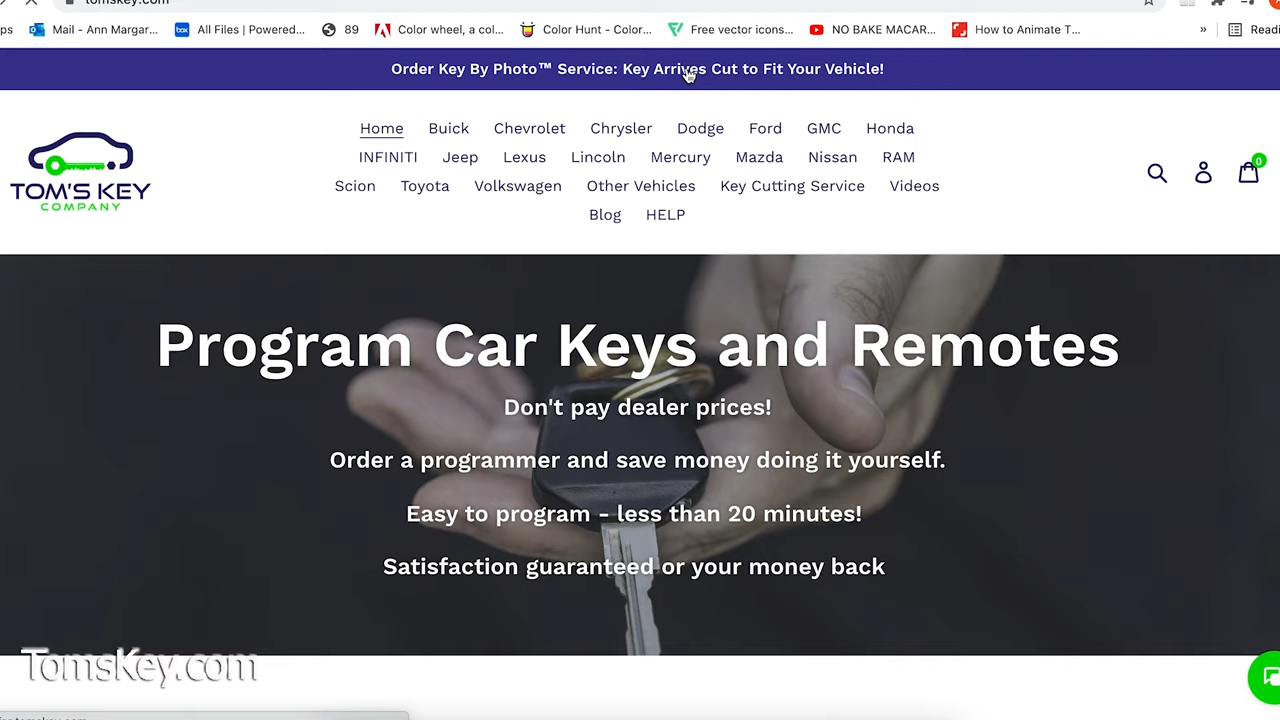 tomskey.com
ps Mail - Ann Margar... box All Files | Powered... 89 Color wheel, a col... Color Hunt - Color... Free vector icons... NO BAKE MACAR... How to Animate T... » Readi
Order Key By Photo™ Service: Key Arrives Cut to Fit Your Vehicle!
Home Buick Chevrolet Chrysler Dodge Ford GMC Honda
INFINITI Jeep Lexus Lincoln Mercury Mazda Nissan RAM
Scion Toyota Volkswagen Other Vehicles Key Cutting Service Videos
Blog HELP
TOM'S KEY
COMPANY
0
Program Car Keys and Remotes
Don't pay dealer prices!
Order a programmer and save money doing it yourself.
Easy to program - less than 20 minutes!
Satisfaction guaranteed or your money back
TomsKey.com